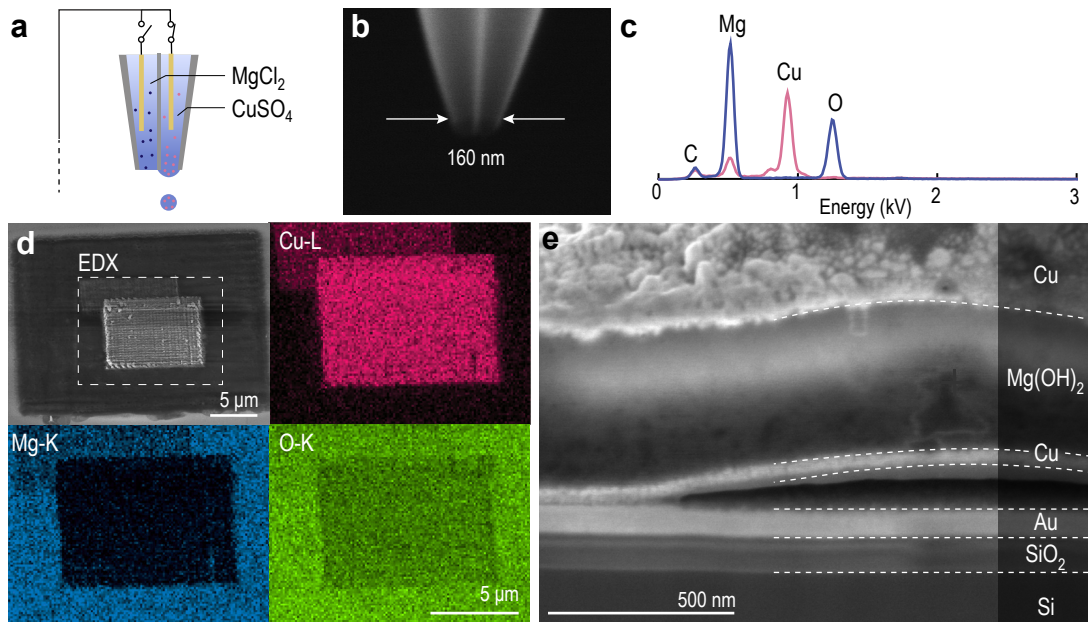 a
MgCl₂
CuSO₄
b
160 nm
c
Mg
Cu
O
C
0
1
2
3
Energy (kV)
d
EDX
5 µm
Cu-L
Mg-K
O-K
5 µm
e
Cu
Mg(OH)₂
Cu
Au
SiO₂
Si
500 nm